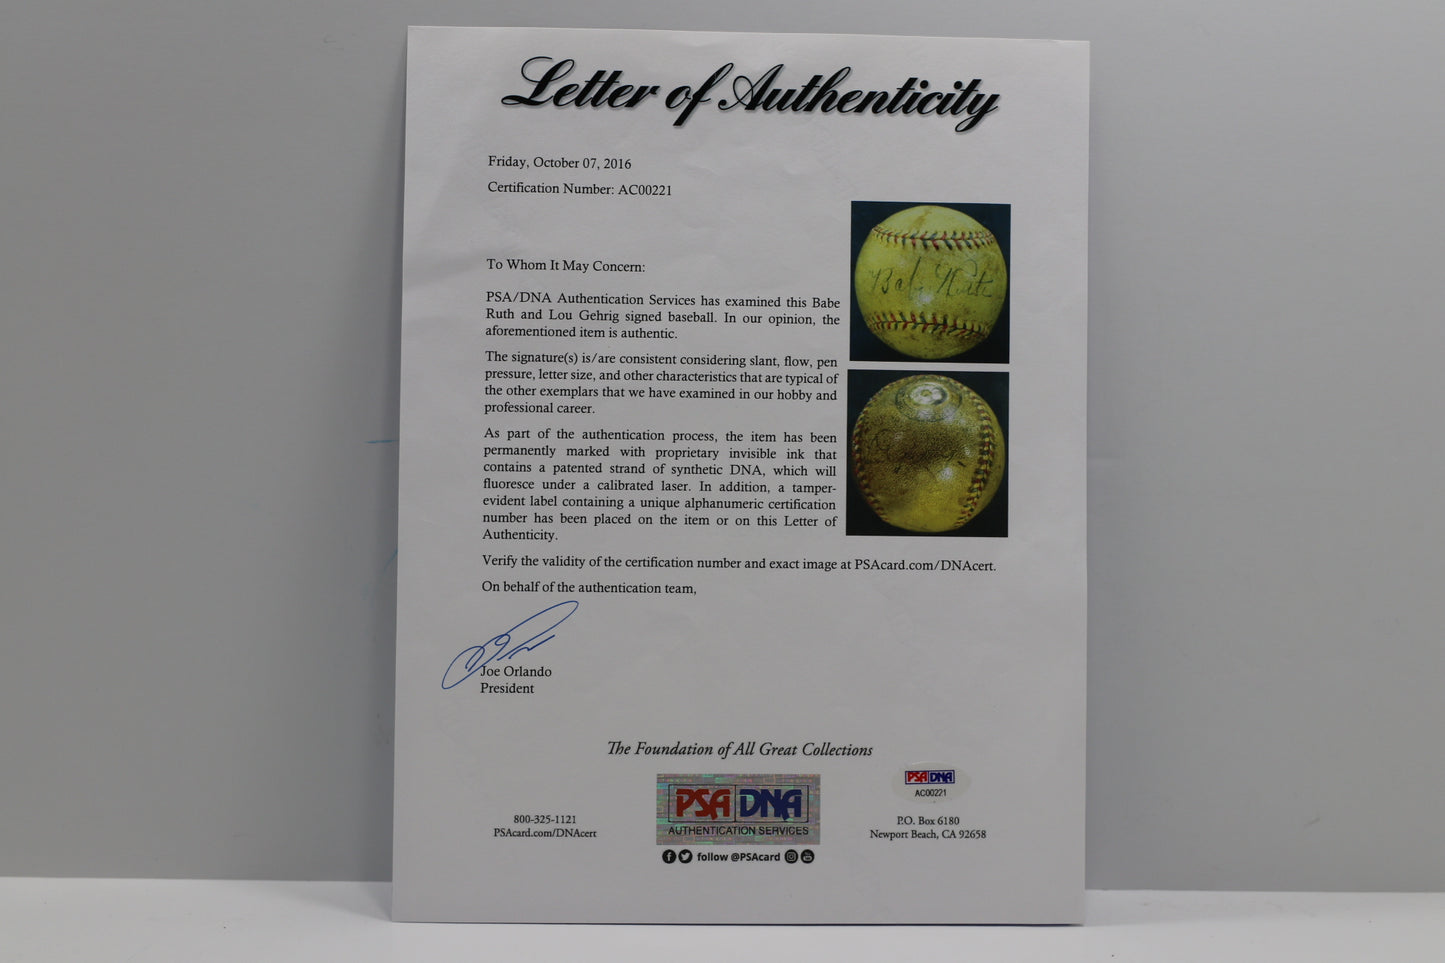 Letter of Authenticity
Friday, October 07, 2016
Certification Number: AC00221
To Whom It May Concern:
PSA/DNA Authentication Services has examined this Babe
Ruth and Lou Gehrig signed baseball. In our opinion, the
aforementioned item is authentic.
The signature(s) is/are consistent considering slant, flow, pen
pressure, letter size, and other characteristics that are typical of
the other exemplars that we have examined in our hobby and
professional career.
As part of the authentication process, the item has been
permanently marked with proprietary invisible ink that
contains a patented strand of synthetic DNA, which will
fluoresce under a calibrated laser. In addition, a tamper-
evident label containing a unique alphanumeric certification
number has been placed on the item or on this Letter of
Authenticity.
Babe Ruth
Verify the validity of the certification number and exact image at PSAcard.com/DNAcert.
On behalf of the authentication team,
Joe Orlando
President
The Foundation of All Great Collections
800-325-1121
PSAcard.com/DNAcert
PSA DNA
AUTHENTICATION SERVICES
follow @PSAcard
PSA DNA
AC00221
P.O. Box 6180
Newport Beach, CA 92658